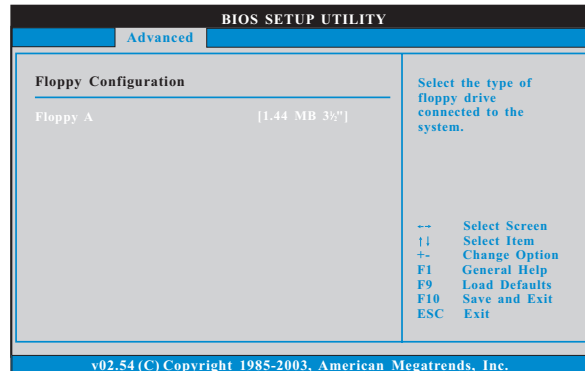 BIOS SETUP UTILITY
Advanced
Floppy Configuration
Floppy A [1.44 MB 3½"]
Select the type of
floppy drive
connected to the
system.
←→ Select Screen
↑↓ Select Item
+- Change Option
F1 General Help
F9 Load Defaults
F10 Save and Exit
ESC Exit
v02.54 (C) Copyright 1985-2003, American Megatrends, Inc.